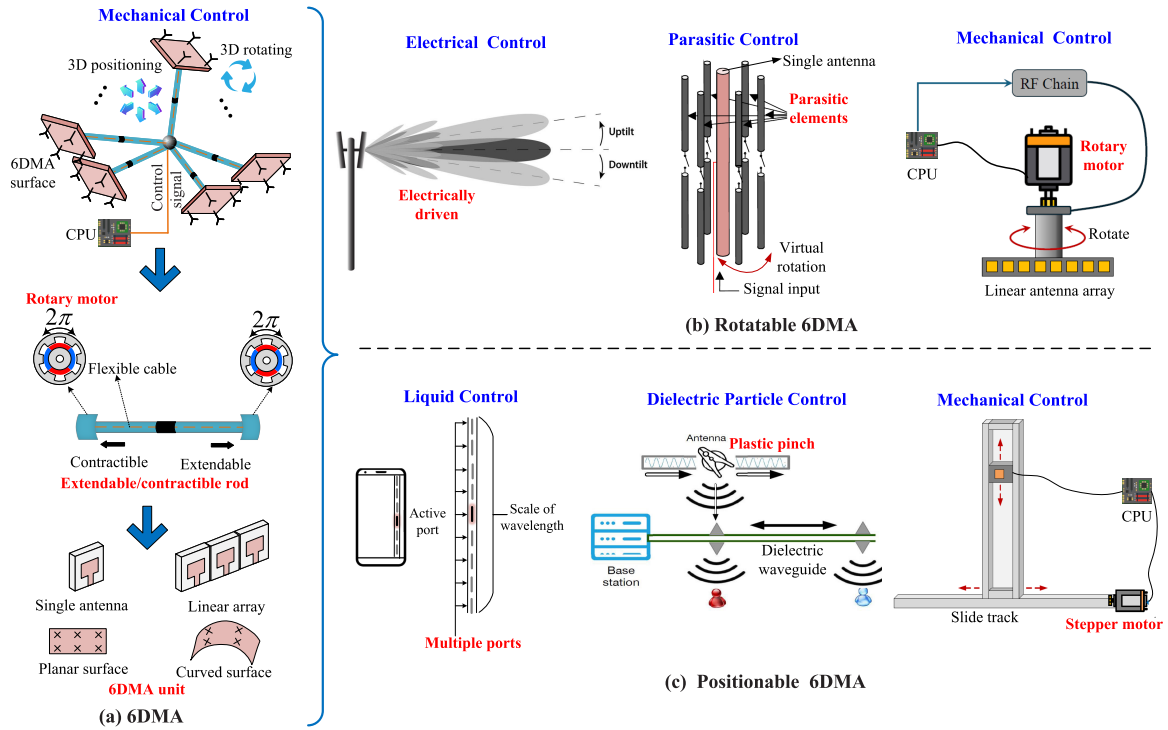 Mechanical Control
3D rotating
3D positioning
6DMA
surface
Control
signal
CPU
Rotary motor
2π
2π
Flexible cable
Contractible
Extendable
Extendable/contractible rod
Single antenna
Linear array
Planar surface
Curved surface
6DMA unit
(a) 6DMA
Electrical Control
Uptilt
Downtilt
Electrically
driven
Parasitic Control
Single antenna
Parasitic
elements
Virtual
rotation
Signal input
Mechanical Control
RF Chain
CPU
Rotary
motor
Rotate
Linear antenna array
(b) Rotatable 6DMA
Liquid Control
Active
port
Scale of
wavelength
Multiple ports
Dielectric Particle Control
Antenna
Plastic pinch
Base
station
Dielectric
waveguide
Mechanical Control
CPU
Slide track
Stepper motor
(c) Positionable 6DMA